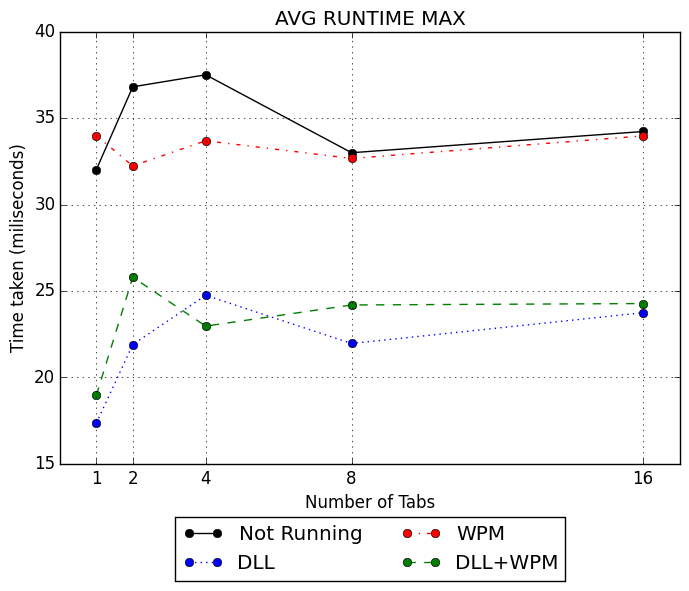 AVG RUNTIME MAX
40
35
30
25
20
15
Time taken (miliseconds)
1 2 4 8 16
Number of Tabs
Not Running WPM
DLL DLL+WPM